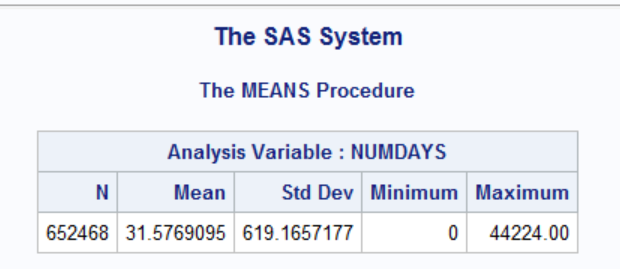 The SAS System
The MEANS Procedure
Analysis Variable : NUMDAYS
N Mean Std Dev Minimum Maximum
652468 31.5769095 619.1657177 0 44224.00